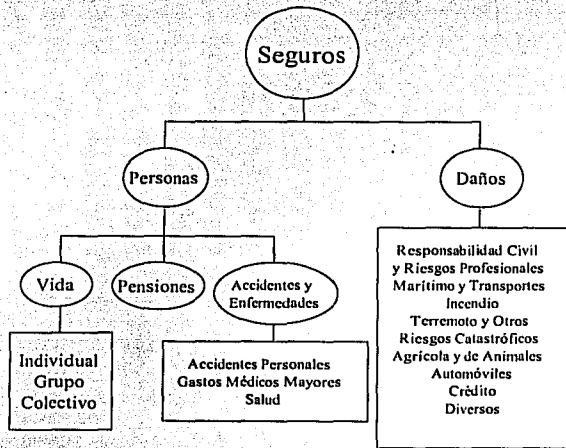 Seguros
Personas
Daños
Vida
Pensiones
Accidentes y
Enfermedades
Individual
Grupo
Colectivo
Accidentes Personales
Gastos Médicos Mayores
Salud
Responsabilidad Civil
y Riesgos Profesionales
Marítimo y Transportes
Incendio
Terremoto y Otros
Riesgos Catastróficos
Agrícola y de Animales
Automóviles
Crédito
Diversos